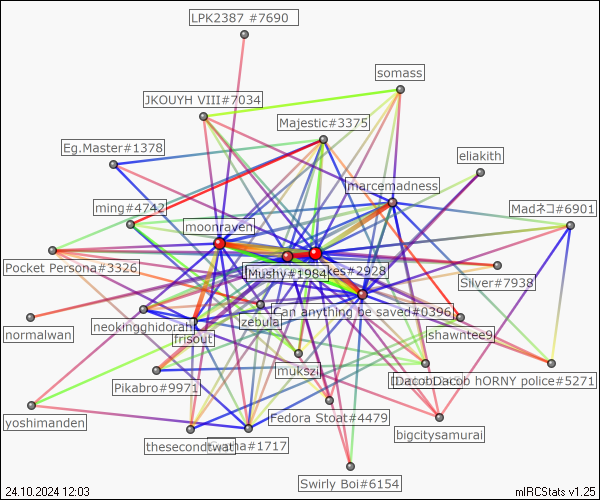 LPK2387 #7690
somass
JKOUYH VIII#7034
Majestic#3375
Eg.Master#1378
eliakith
marcemadness
ming#4742
Madネコ#6901
moonraven
Pocket Persona#3326
Mushy#1984
kes#2928
Silver#7938
Can anything be saved#0396
normalwan
neokingghidorah
zebula
shawntee9
frisout
mukszi
Pikabro#9971
[Dacob
Dacob hORNY police#5271
yoshimanden
Fedora Stoat#4479
bigcitysamurai
thesecondtwat
#1717
Swirly Boi#6154
24.10.2024 12:03
mIRCStats v1.25